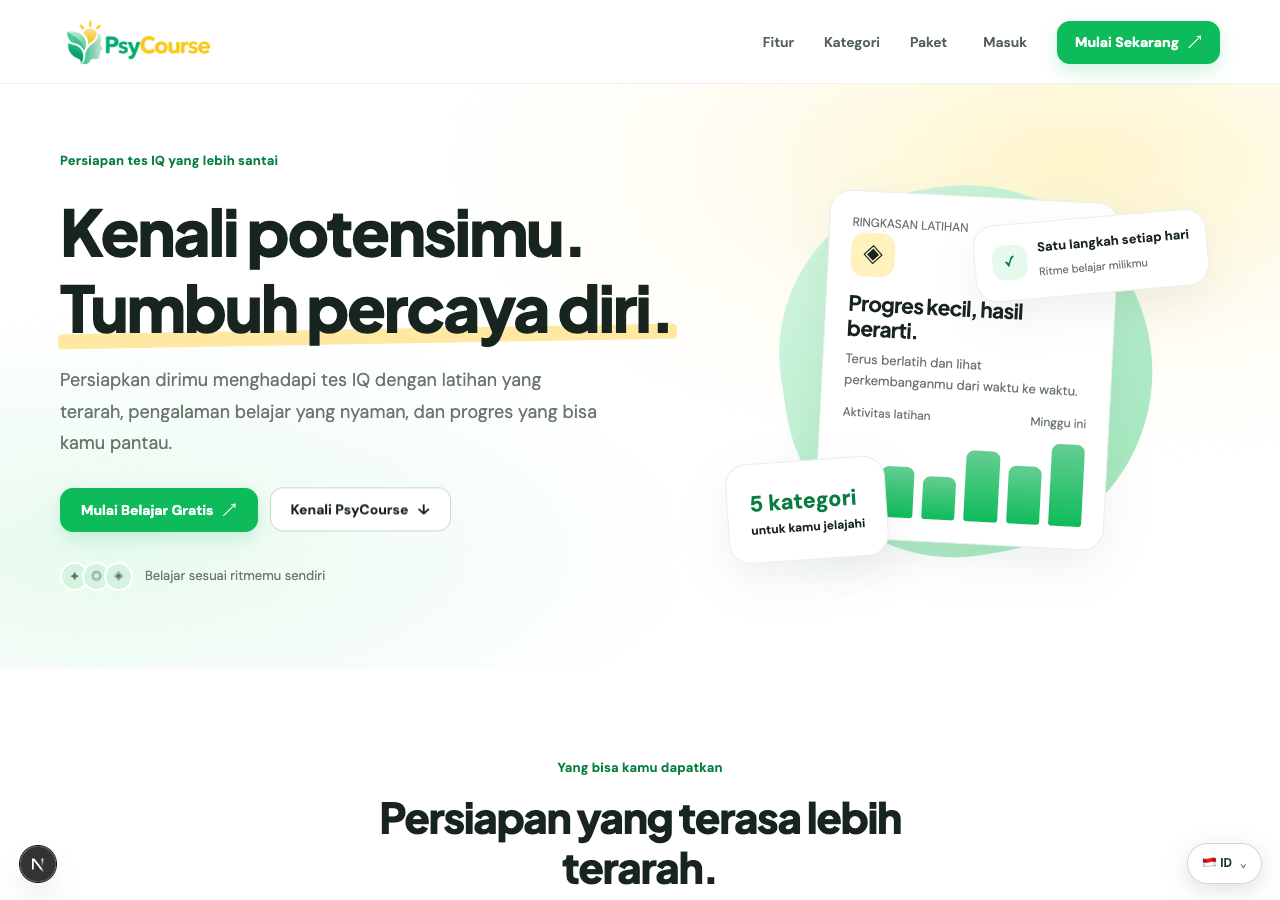 PsyCourse
Fitur
Kategori
Paket
Masuk
Mulai Sekarang ↗
Persiapan tes IQ yang lebih santai
Kenali potensimu.
Tumbuh percaya diri.
Persiapkan dirimu menghadapi tes IQ dengan latihan yang
terarah, pengalaman belajar yang nyaman, dan progres yang bisa
kamu pantau.
Mulai Belajar Gratis ↗
Kenali PsyCourse ↓
Belajar sesuai ritmemu sendiri
RINGKASAN LATIHAN
Satu langkah setiap hari
Ritme belajar milikmu
Progres kecil, hasil
berarti.
Terus berlatih dan lihat
perkembanganmu dari waktu ke waktu.
Aktivitas latihan
Minggu ini
5 kategori
untuk kamu jelajahi
Yang bisa kamu dapatkan
Persiapan yang terasa lebih
terarah.
N
ID